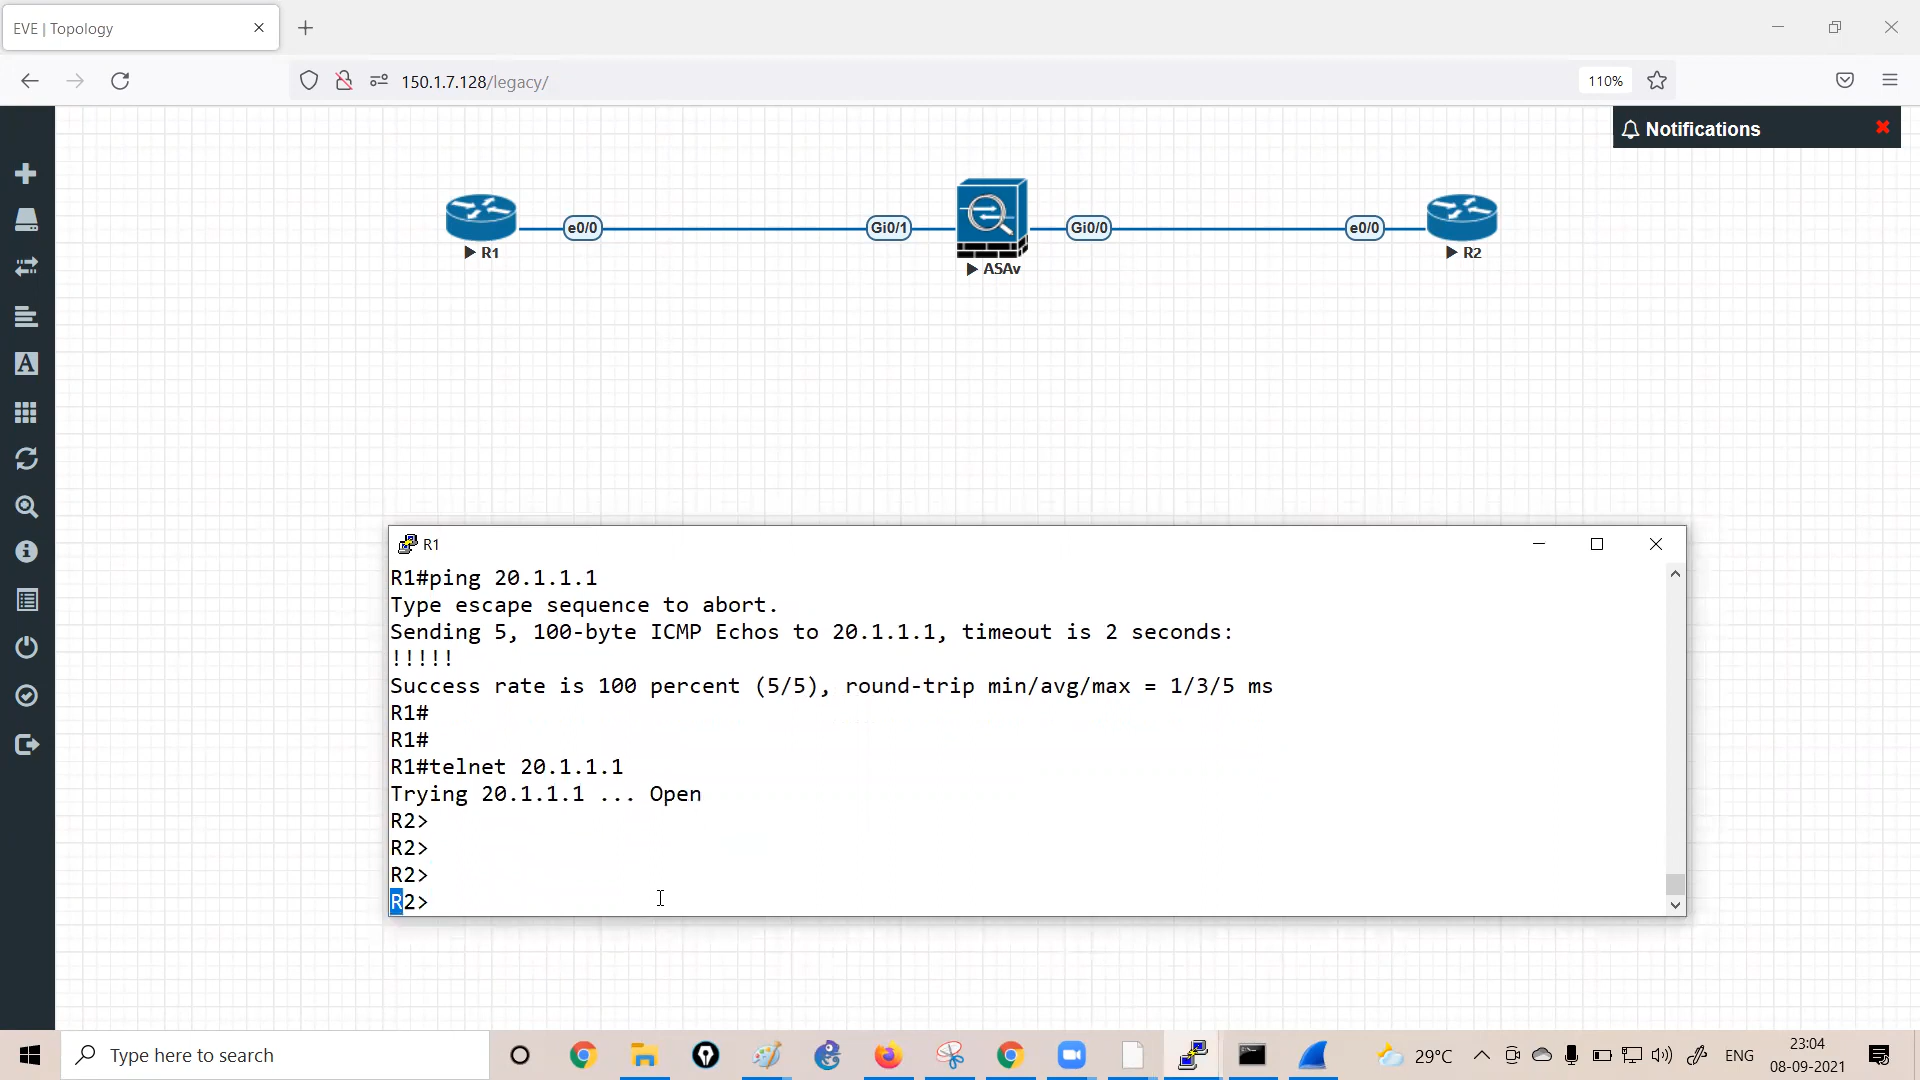 EVE | Topology
150.1.7.128/legacy/
110%
Notifications
R1
e0/0
Gi0/1
ASAv
Gi0/0
e0/0
R2
R1
R1#ping 20.1.1.1
Type escape sequence to abort.
Sending 5, 100-byte ICMP Echos to 20.1.1.1, timeout is 2 seconds:
!!!!!
Success rate is 100 percent (5/5), round-trip min/avg/max = 1/3/5 ms
R1#
R1#
R1#telnet 20.1.1.1
Trying 20.1.1.1 ... Open
R2>
R2>
R2>
R2>
Type here to search
29°C
ENG
23:04
08-09-2021